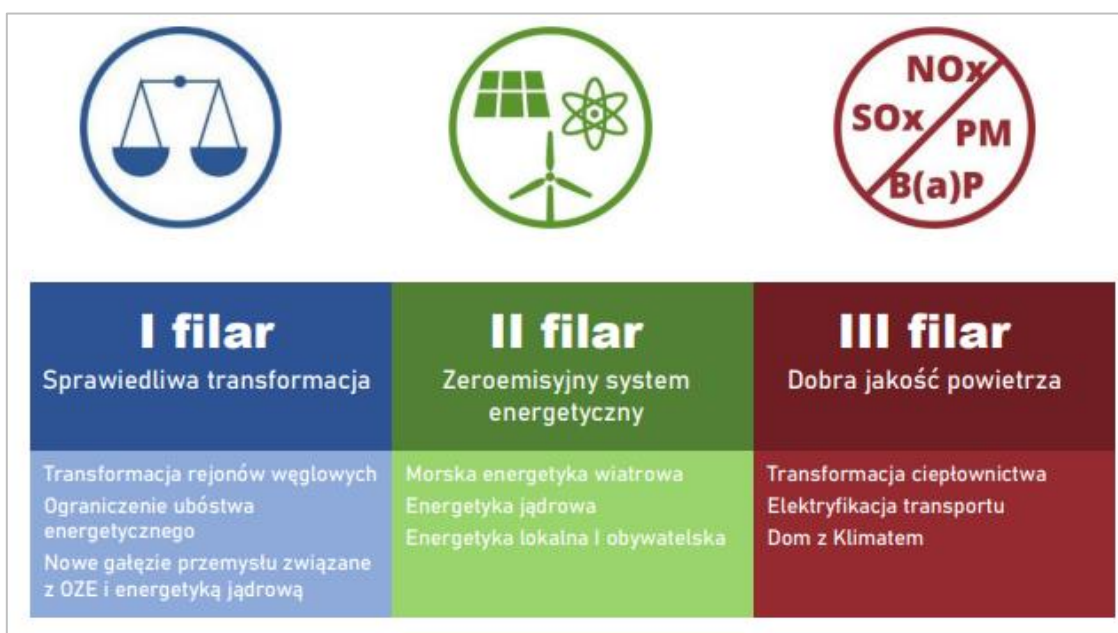 NOx
SOx
PM
B(a)P
I filar
Sprawiedliwa transformacja
Transformacja rejonów węglowych
Ograniczenie ubóstwa
energetycznego
Nowe gałęzie przemysłu związane
z OZE i energetyką jądrową
II filar
Zeroemisyjny system
energetyczny
Morska energetyka wiatrowa
Energetyka jądrowa
Energetyka lokalna I obywatelska
III filar
Dobra jakość powietrza
Transformacja ciepłownictwa
Elektryfikacja transportu
Dom z Klimatem